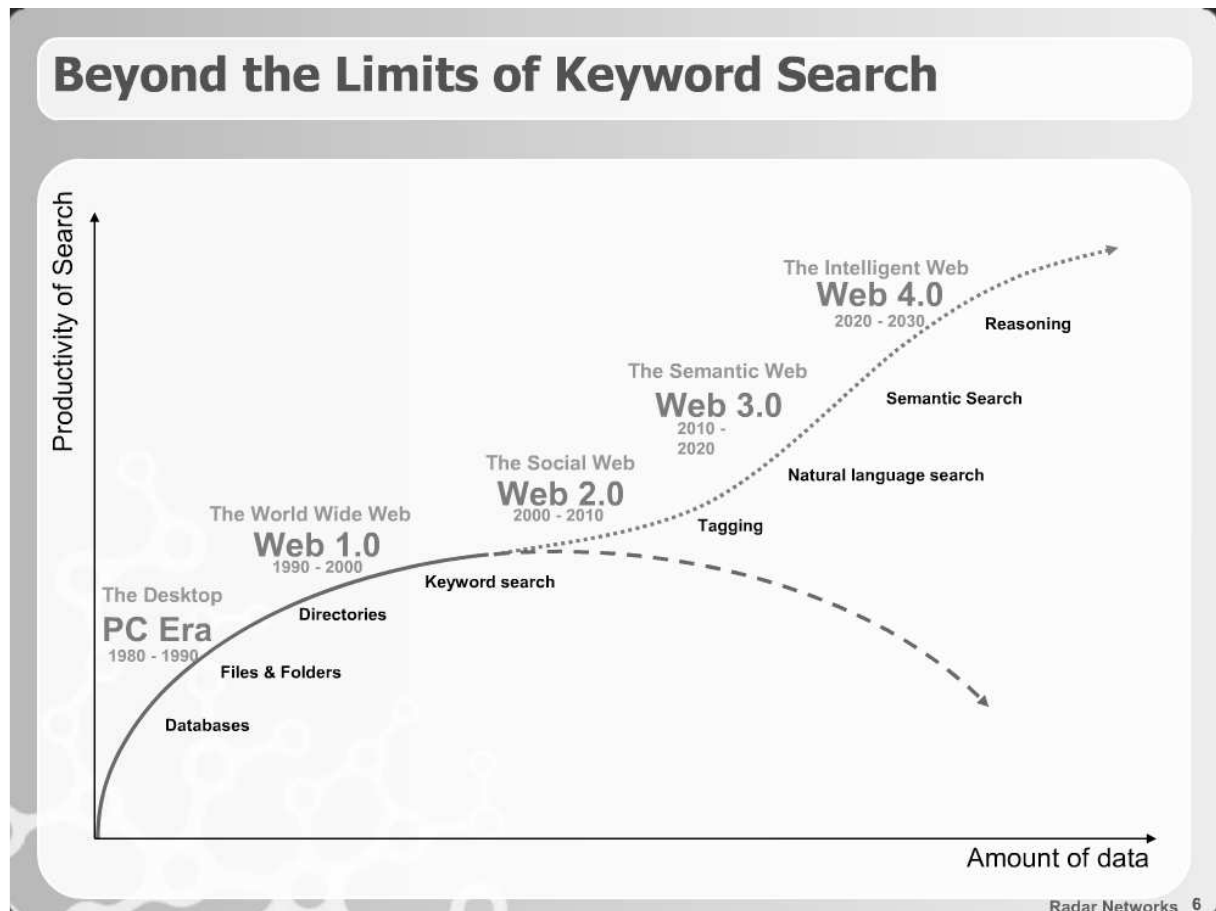 Beyond the Limits of Keyword Search
Productivity of Search
The Intelligent Web
Web 4.0
2020 - 2030
Reasoning
The Semantic Web
Web 3.0
2010 -
2020
Semantic Search
The Social Web
Web 2.0
2000 - 2010
Natural language search
Tagging
The World Wide Web
Web 1.0
1990 - 2000
Keyword search
The Desktop
PC Era
1980 - 1990
Directories
Files & Folders
Databases
Amount of data
Radar Networks 6